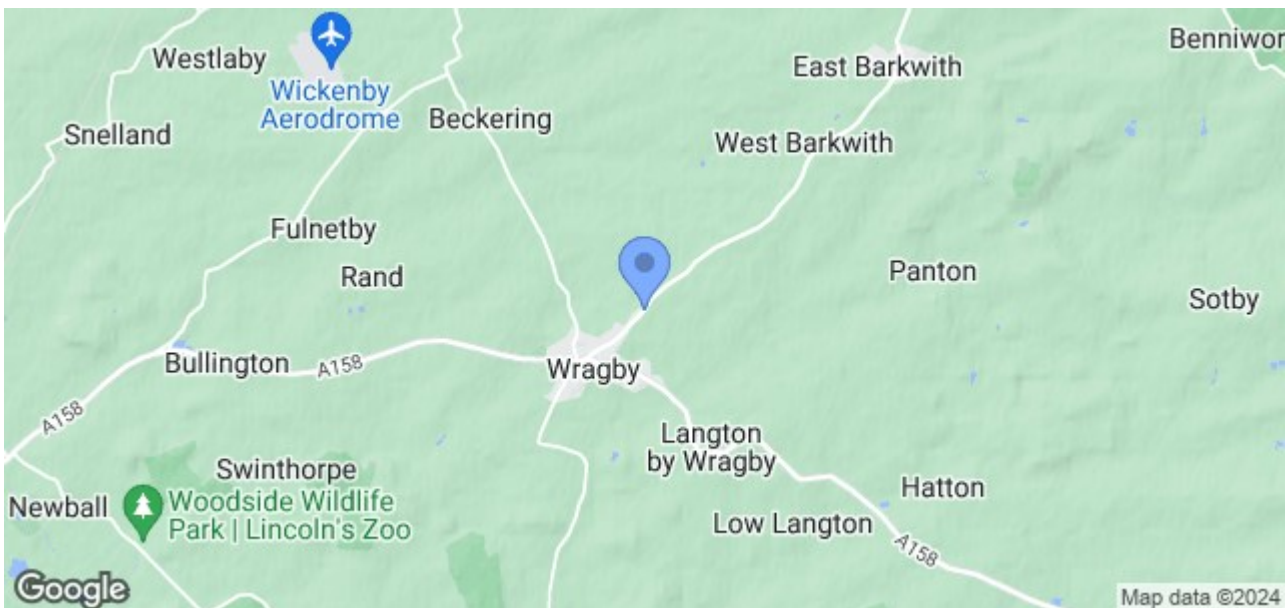 Benniwor
Westlaby
East Barkwith
Wickenby
Aerodrome
Beckering
Snelland
West Barkwith
Fulnetby
Rand
Panton
Sotby
Bullington
A158
Wragby
A158
Langton
by Wragby
Swinthorpe
Hatton
Newball
Woodside Wildlife
Park | Lincoln's Zoo
Low Langton
A158
Google
Map data ©2024